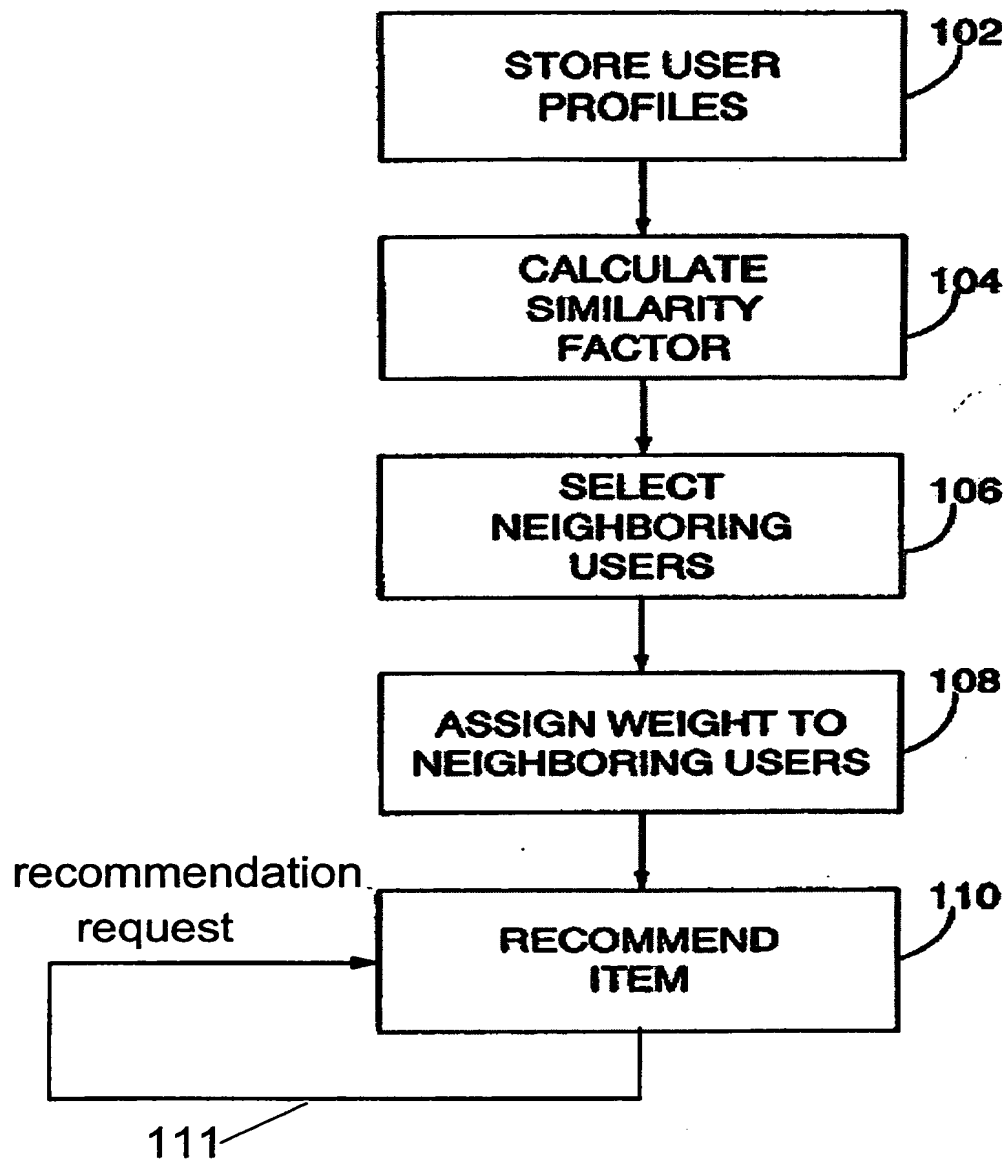 102
STORE USER
PROFILES
104
CALCULATE
SIMILARITY
FACTOR
106
SELECT
NEIGHBORING
USERS
108
ASSIGN WEIGHT TO
NEIGHBORING USERS
recommendation
request
110
RECOMMEND
ITEM
111